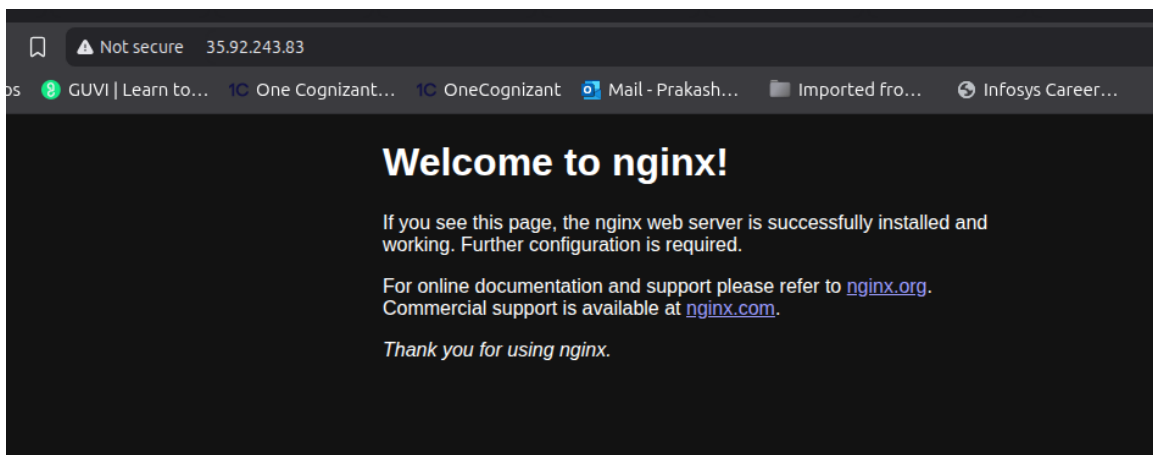 Not secure 35.92.243.83
os GUVI | Learn to... 1C One Cognizant... 1C OneCognizant Mail - Prakash... Imported fro... Infosys Career...
Welcome to nginx!
If you see this page, the nginx web server is successfully installed and
working. Further configuration is required.
For online documentation and support please refer to nginx.org.
Commercial support is available at nginx.com.
Thank you for using nginx.